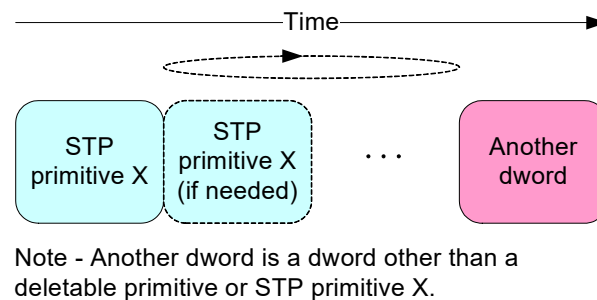 Time
STP
primitive X
STP
primitive X
(if needed)
. . .
Another
dword
Note - Another dword is a dword other than a
deletable primitive or STP primitive X.